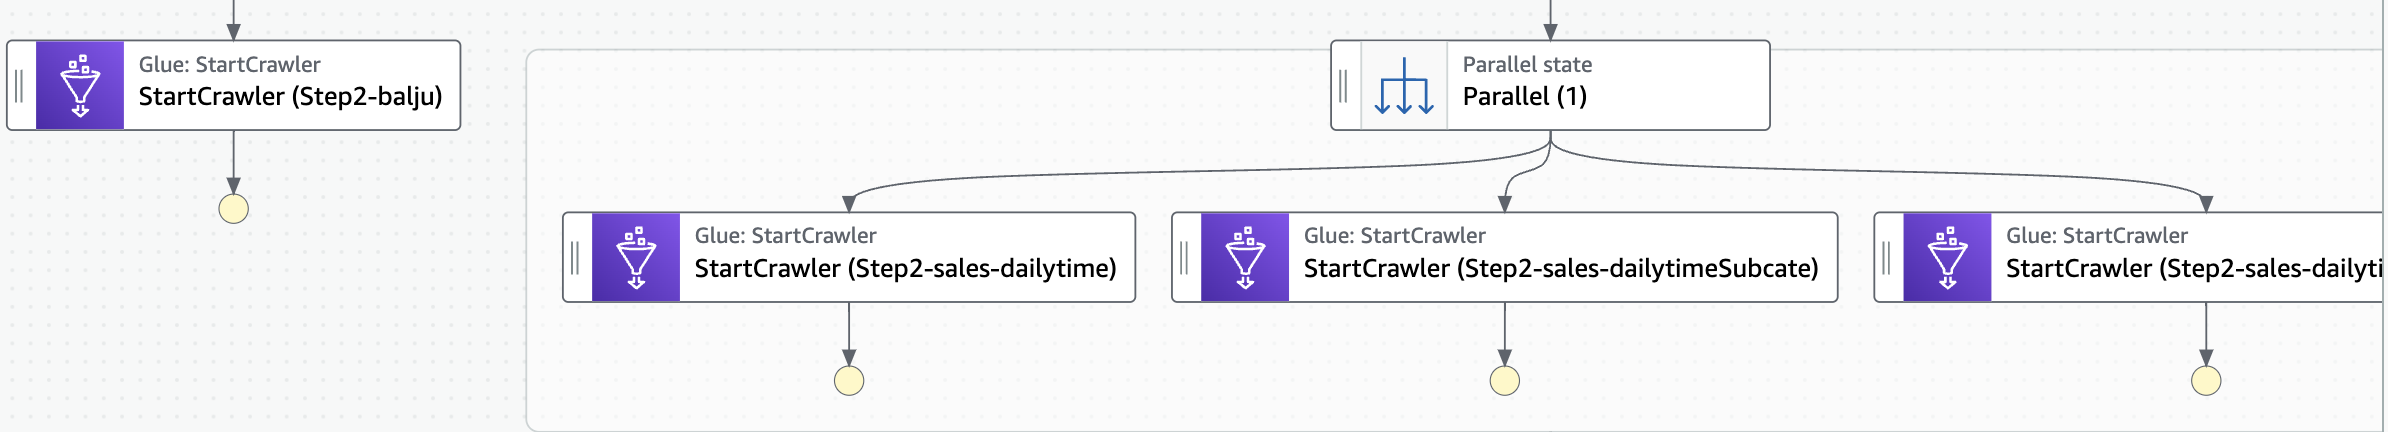 Glue: StartCrawler
StartCrawler (Step2-balju)
Parallel state
Parallel (1)
Glue: StartCrawler
StartCrawler (Step2-sales-dailytime)
Glue: StartCrawler
StartCrawler (Step2-sales-dailytimeSubcate)
Glue: StartCrawler
StartCrawler (Step2-sales-dailyti